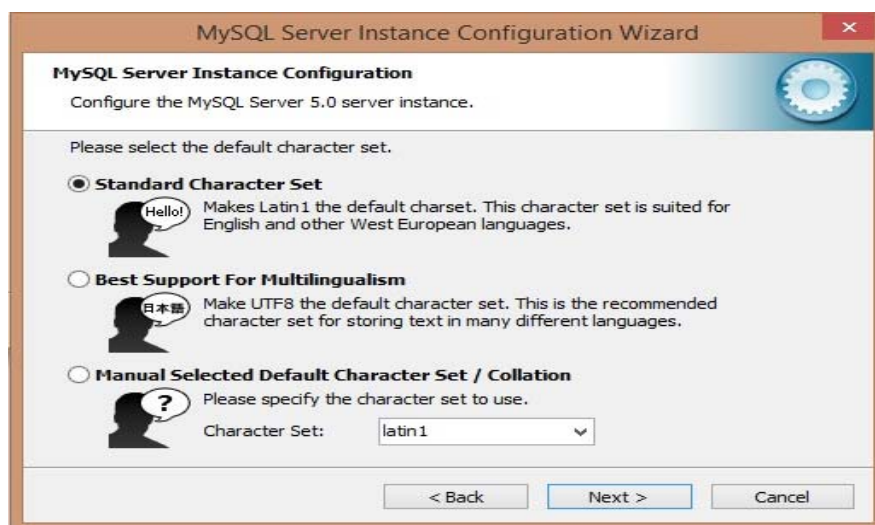 MySQL Server Instance Configuration Wizard
MySQL Server Instance Configuration
Configure the MySQL Server 5.0 server instance.
Please select the default character set.
Standard Character Set
Hello!
Makes Latin1 the default charset. This character set is suited for
English and other West European languages.
Best Support For Multilingualism
日本語
Make UTF8 the default character set. This is the recommended
character set for storing text in many different languages.
Manual Selected Default Character Set / Collation
?
Please specify the character set to use.
Character Set: latin1
< Back Next > Cancel